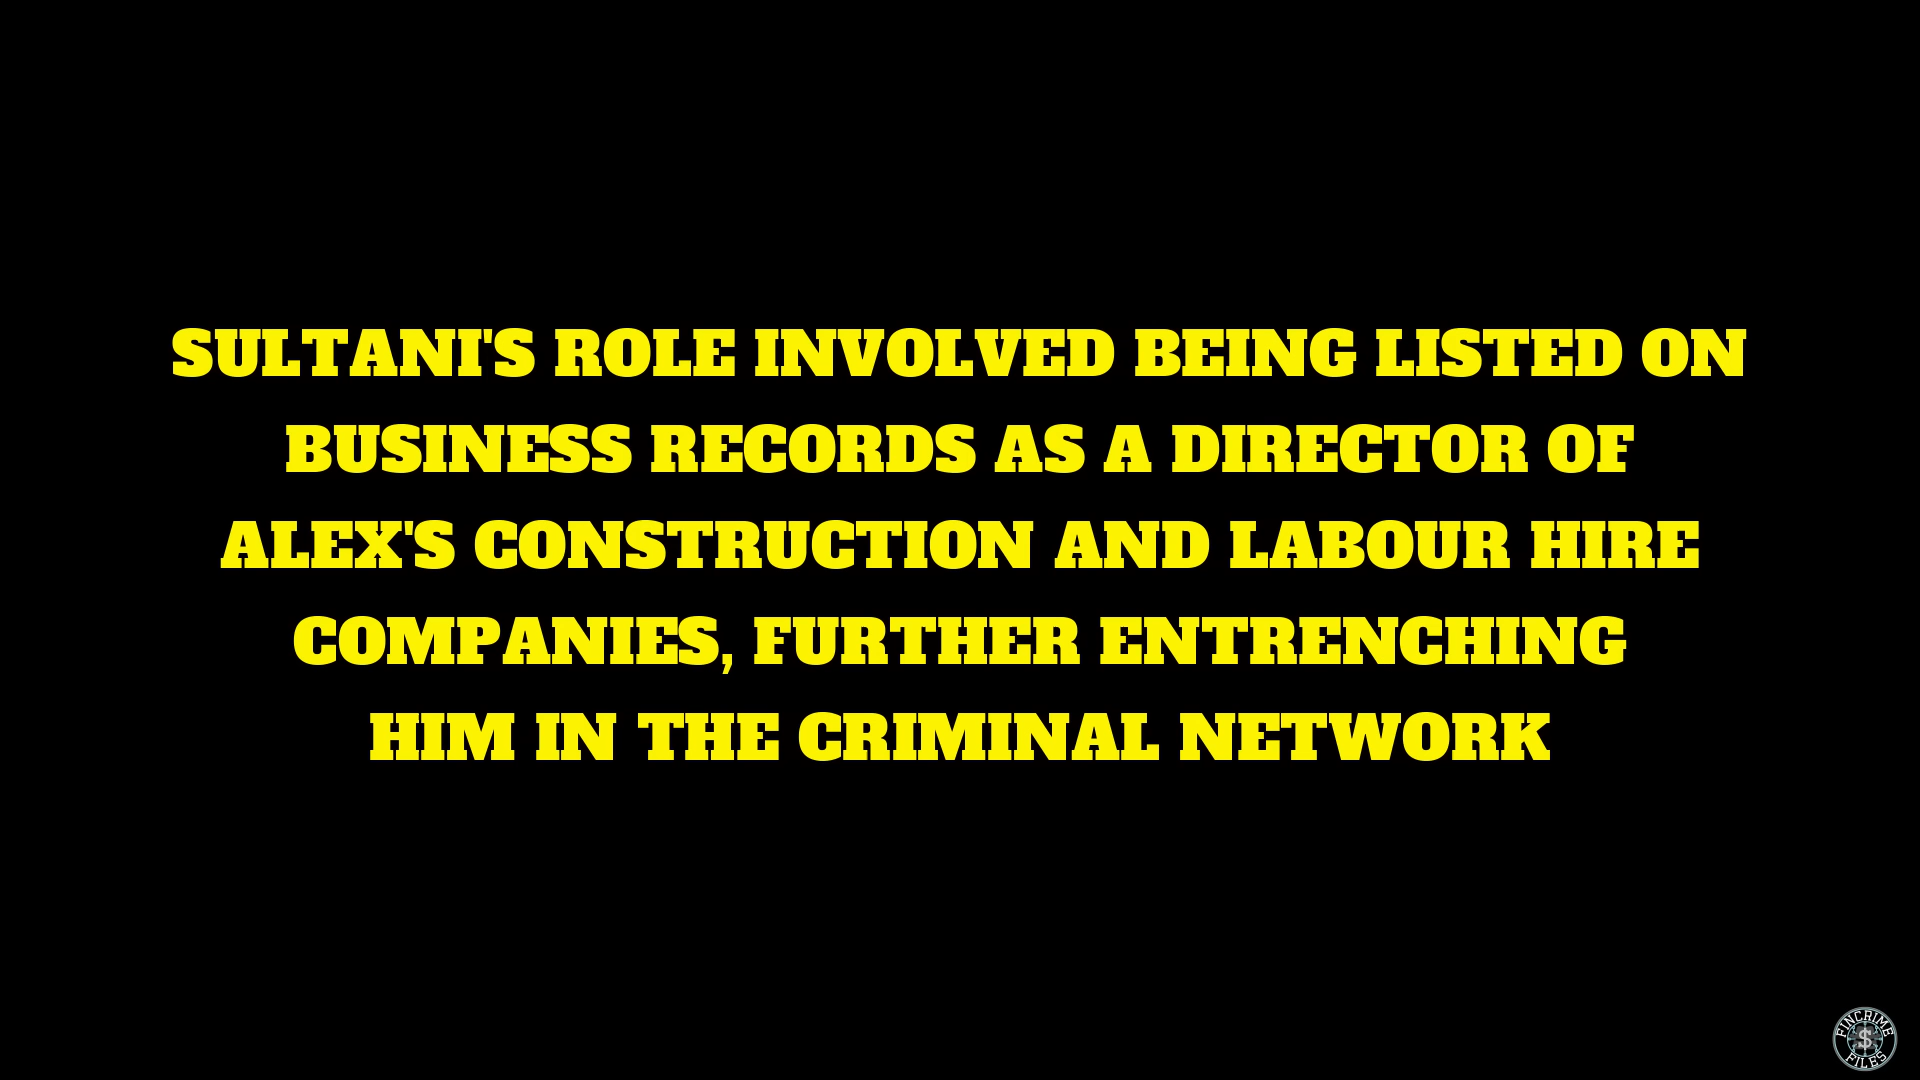 SULTANI'S ROLE INVOLVED BEING LISTED ON
BUSINESS RECORDS AS A DIRECTOR OF
ALEX'S CONSTRUCTION AND LABOUR HIRE
COMPANIES, FURTHER ENTRENCHING
HIM IN THE CRIMINAL NETWORK
FINCRIME
$
FILES